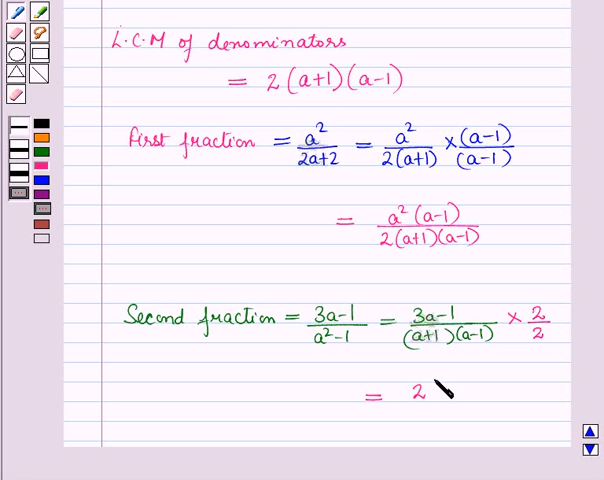 L.C.M of denominators
= 2(a+1)(a-1)
First fraction = a²/2a+2 = a²/2(a+1) × (a-1)/(a-1)
= a²(a-1)/2(a+1)(a-1)
Second fraction = 3a-1/a²-1 = 3a-1/(a+1)(a-1) × 2/2
= 2